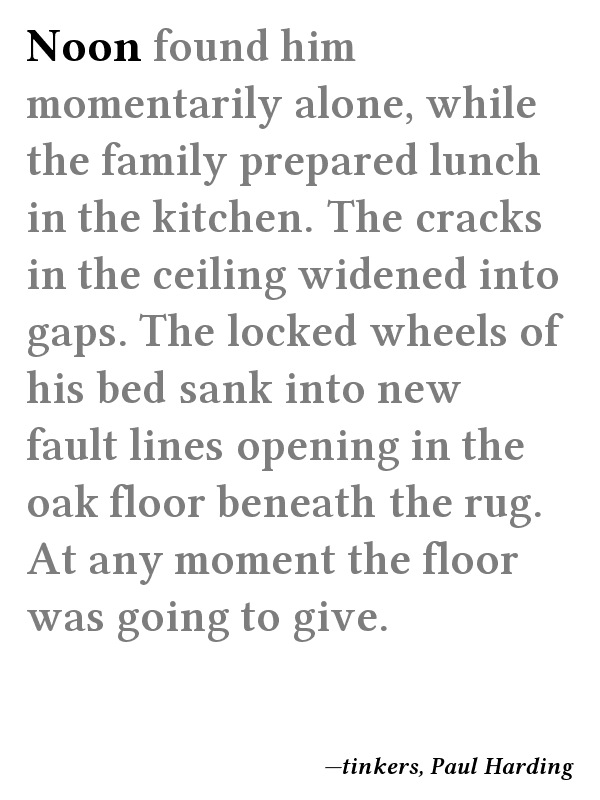 Noon found him
momentarily alone, while
the family prepared lunch
in the kitchen. The cracks
in the ceiling widened into
gaps. The locked wheels of
his bed sank into new
fault lines opening in the
oak floor beneath the rug.
At any moment the floor
was going to give.
—tinkers, Paul Harding